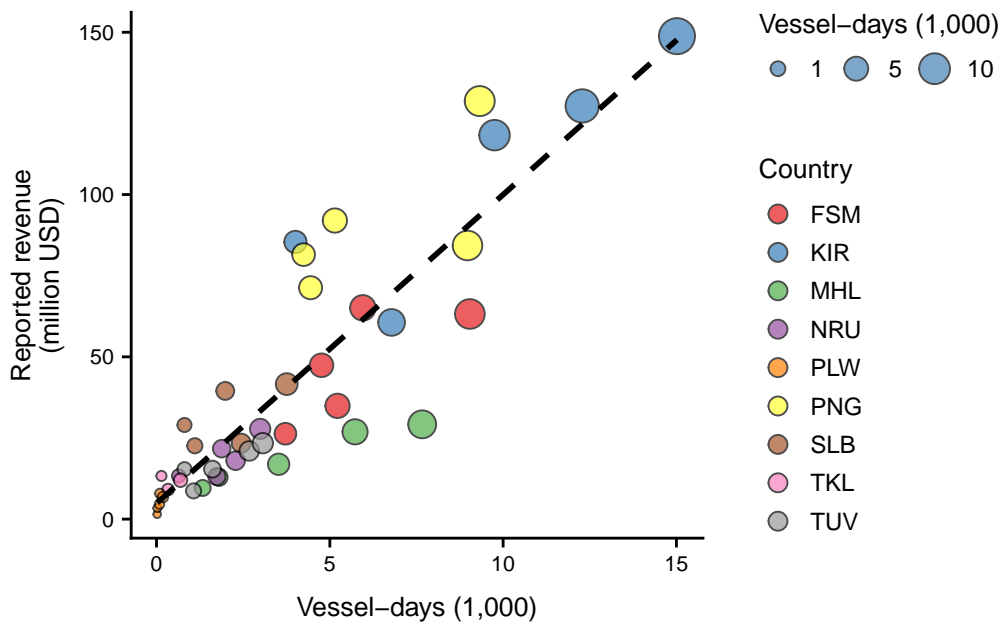 150
100
50
0
Reported revenue
(million USD)
0
5
10
15
Vessel−days (1,000)
Vessel−days (1,000)
1
5
10
Country
FSM
KIR
MHL
NRU
PLW
PNG
SLB
TKL
TUV